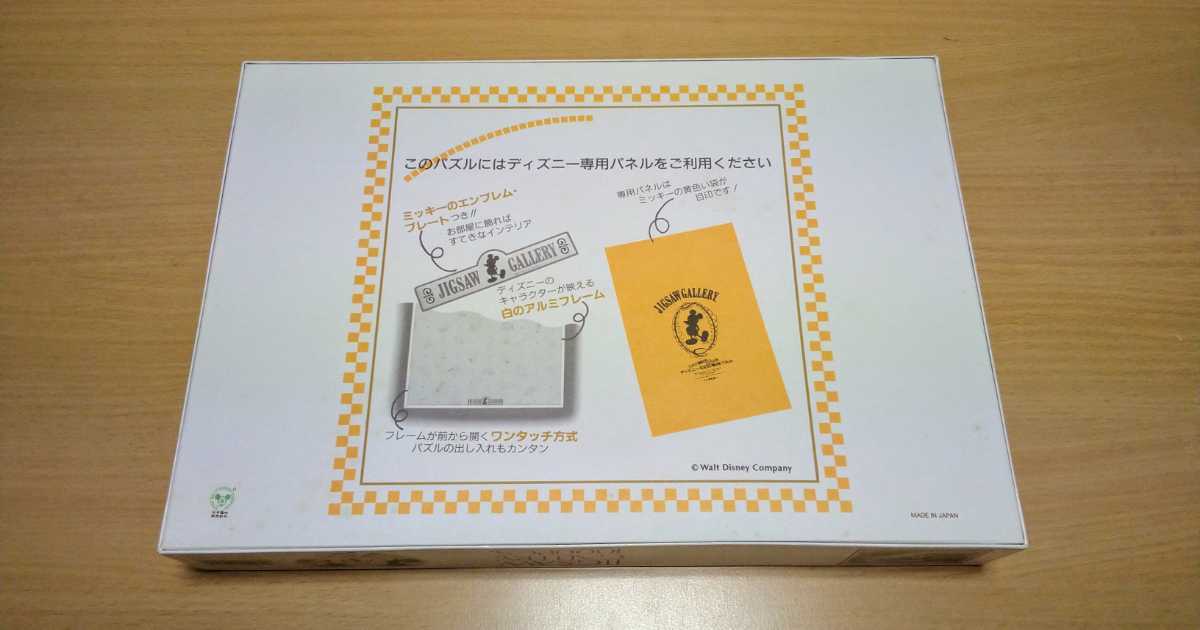 このパズルにはディズニー専用パネルをご利用ください
ミッキーのエンブレム・
プレートつき!!
お部屋に飾れば
すてきなインテリア
JIGSAW GALLERY
ディズニーの
キャラクターが映える
白のアルミフレーム
フレームが前から開くワンタッチ方式
パズルの出し入れもカンタン
専用パネルは
ミッキーの黄色い袋が
目印です!
JIGSAW GALLERY
© Walt Disney Company
MADE IN JAPAN